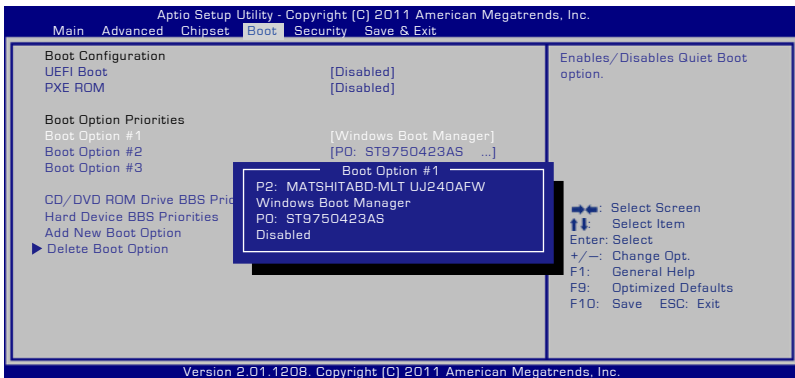 Aptio Setup Utility - Copyright (C) 2011 American Megatrends, Inc.
Main Advanced Chipset Boot Security Save & Exit
Boot Configuration
UEFI Boot [Disabled]
PXE ROM [Disabled]
Boot Option Priorities
Boot Option #1 [Windows Boot Manager]
Boot Option #2 [P0: ST9750423AS ...]
Boot Option #3
CD/DVD ROM Drive BBS Prio
Hard Device BBS Priorities
Add New Boot Option
Delete Boot Option
Boot Option #1
P2: MATSHITABD-MLT UJ240AFW
Windows Boot Manager
P0: ST9750423AS
Disabled
Enables/Disables Quiet Boot
option.
: Select Screen
: Select Item
Enter: Select
+/—: Change Opt.
F1: General Help
F9: Optimized Defaults
F10: Save ESC: Exit
Version 2.01.1208. Copyright (C) 2011 American Megatrends, Inc.